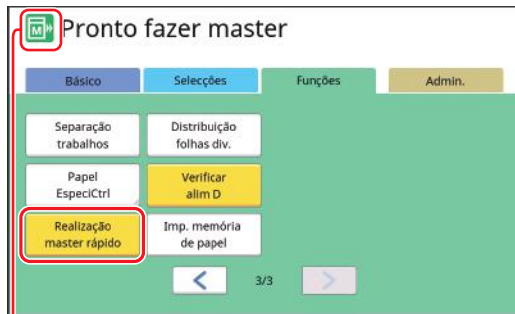 M
Pronto fazer master
Básico
Selecções
Funções
Admin.
Separação
trabalhos
Distribuição
folhas div.
Papel
EspeciCtrl
Verificar
alim D
Realização
master rápido
Imp. memória
de papel
3/3